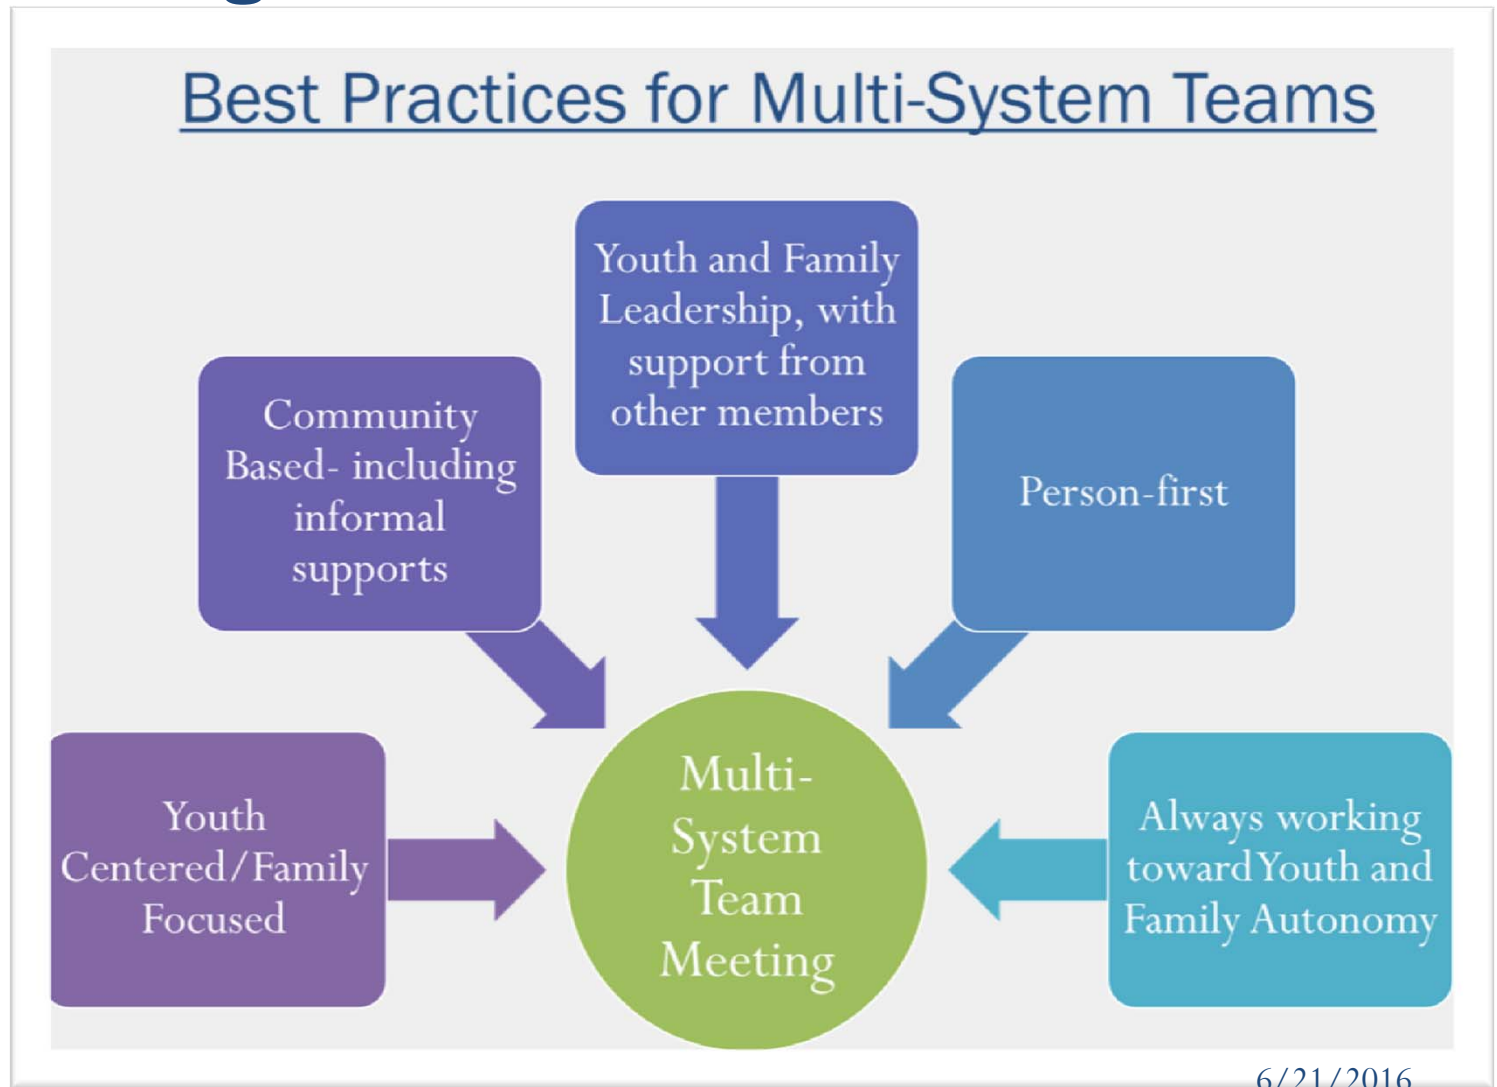 Best Practices for Multi-System Teams
Youth and Family
Leadership, with
support from
other members
Community
Based- including
informal
supports
Person-first
Youth
Centered/Family
Focused
Multi-
System
Team
Meeting
Always working
toward Youth and
Family Autonomy
6/21/2016